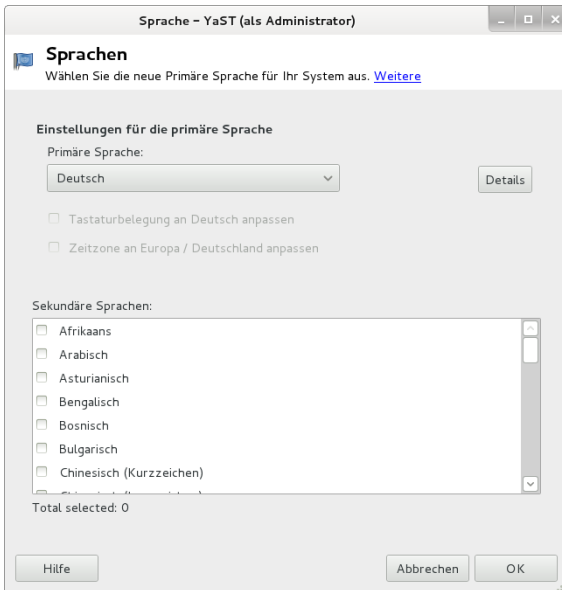 Sprache – YaST (als Administrator)
Sprachen
Wählen Sie die neue Primäre Sprache für Ihr System aus. Weitere
Einstellungen für die primäre Sprache
Primäre Sprache:
Deutsch
Details
Tastaturbelegung an Deutsch anpassen
Zeitzone an Europa / Deutschland anpassen
Sekundäre Sprachen:
Afrikaans
Arabisch
Asturianisch
Bengalisch
Bosnisch
Bulgarisch
Chinesisch (Kurzzeichen)
Total selected: 0
Hilfe
Abbrechen
OK